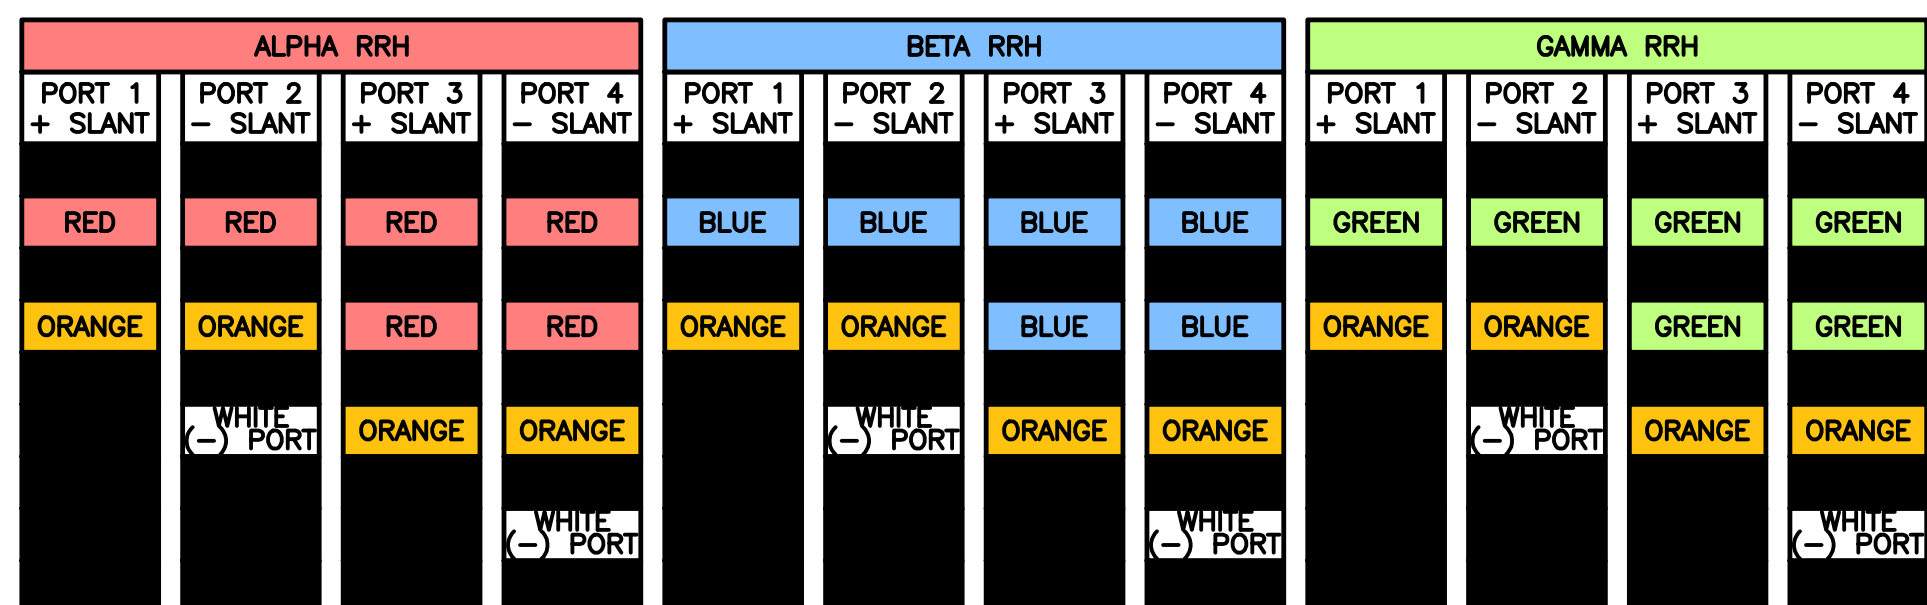 ALPHA RRH BETA RRH GAMMA RRH
PORT 1 PORT 2 PORT 3 PORT 4 PORT 1 PORT 2 PORT 3 PORT 4 PORT 1 PORT 2 PORT 3 PORT 4
+ SLANT - SLANT + SLANT - SLANT + SLANT - SLANT + SLANT - SLANT + SLANT - SLANT + SLANT - SLANT
RED RED RED RED BLUE BLUE BLUE BLUE GREEN GREEN GREEN GREEN
ORANGE ORANGE RED RED ORANGE ORANGE BLUE BLUE ORANGE ORANGE GREEN GREEN
WHITE WHITE WHITE
(-) PORT ORANGE ORANGE (-) PORT ORANGE ORANGE (-) PORT ORANGE ORANGE
WHITE WHITE WHITE
(-) PORT (-) PORT (-) PORT